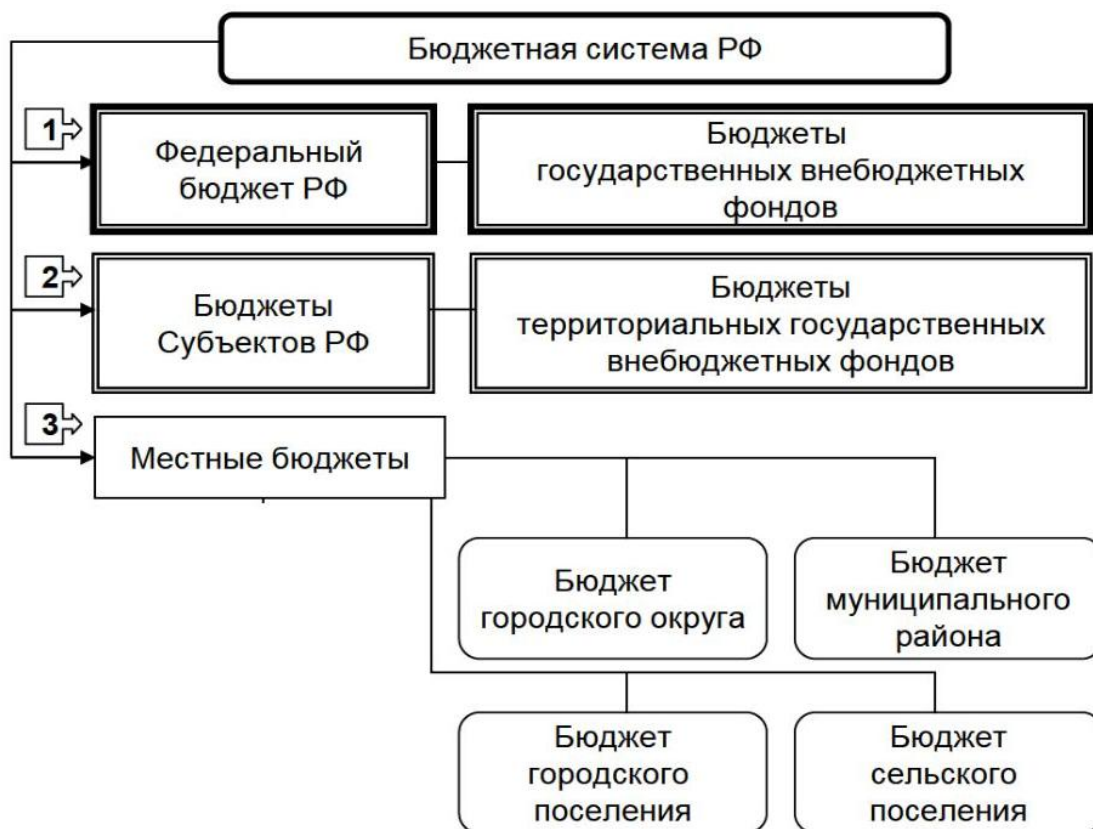 Бюджетная система РФ
1
Федеральный
бюджет РФ
Бюджеты
государственных внебюджетных
фондов
2
Бюджеты
Субъектов РФ
Бюджеты
территориальных государственных
внебюджетных фондов
3
Местные бюджеты
Бюджет
городского округа
Бюджет
муниципального
района
Бюджет
городского
поселения
Бюджет
сельского
поселения